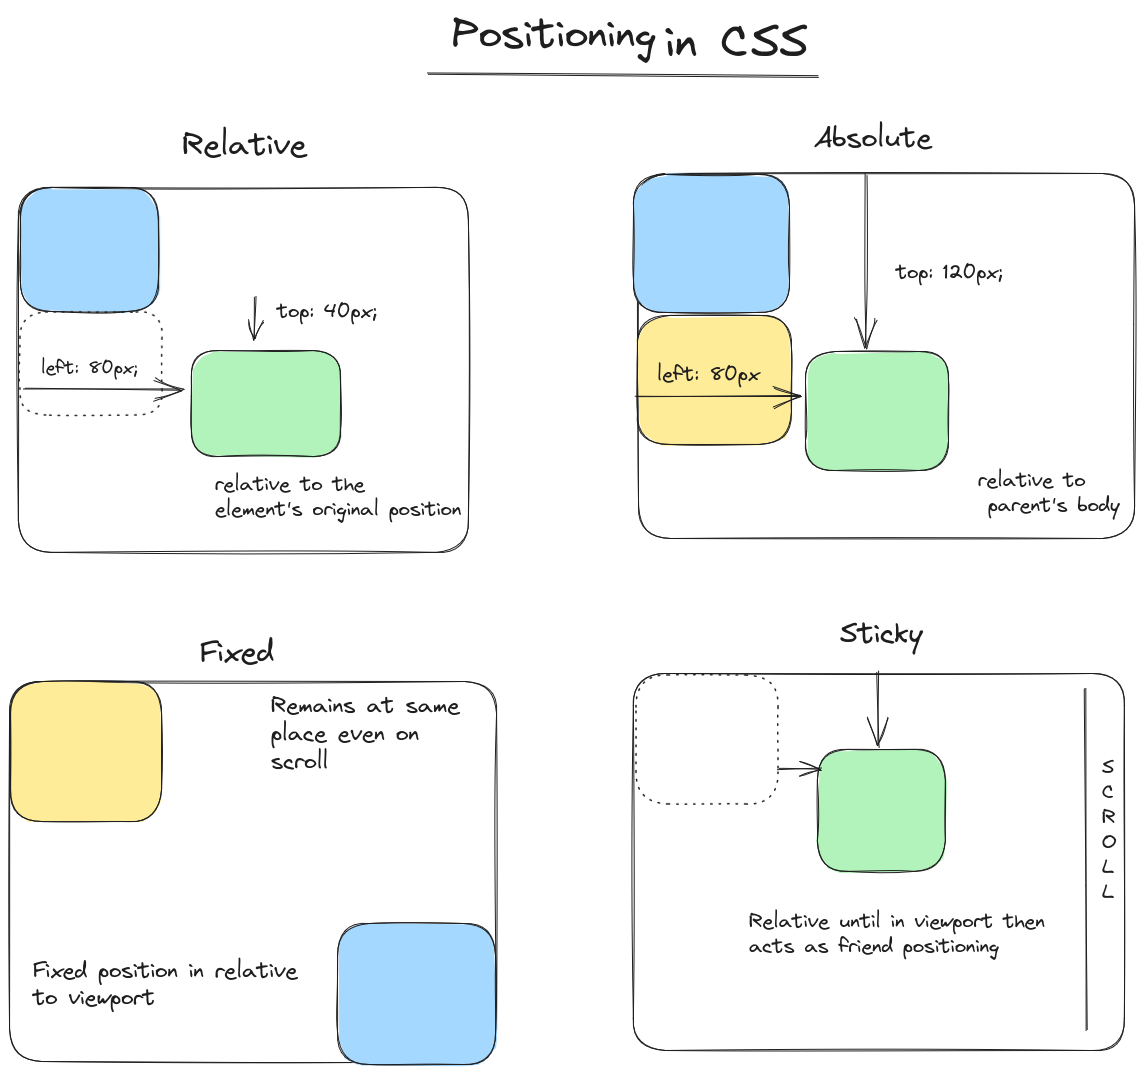 Positioning in CSS
Relative
top: 40px;
left: 80px;
relative to the
element's original position
Absolute
top: 120px;
left: 80px
relative to
parent's body
Fixed
Remains at same
place even on
scroll
Fixed position in relative
to viewport
Sticky
SCROLL
Relative until in viewport then
acts as friend positioning